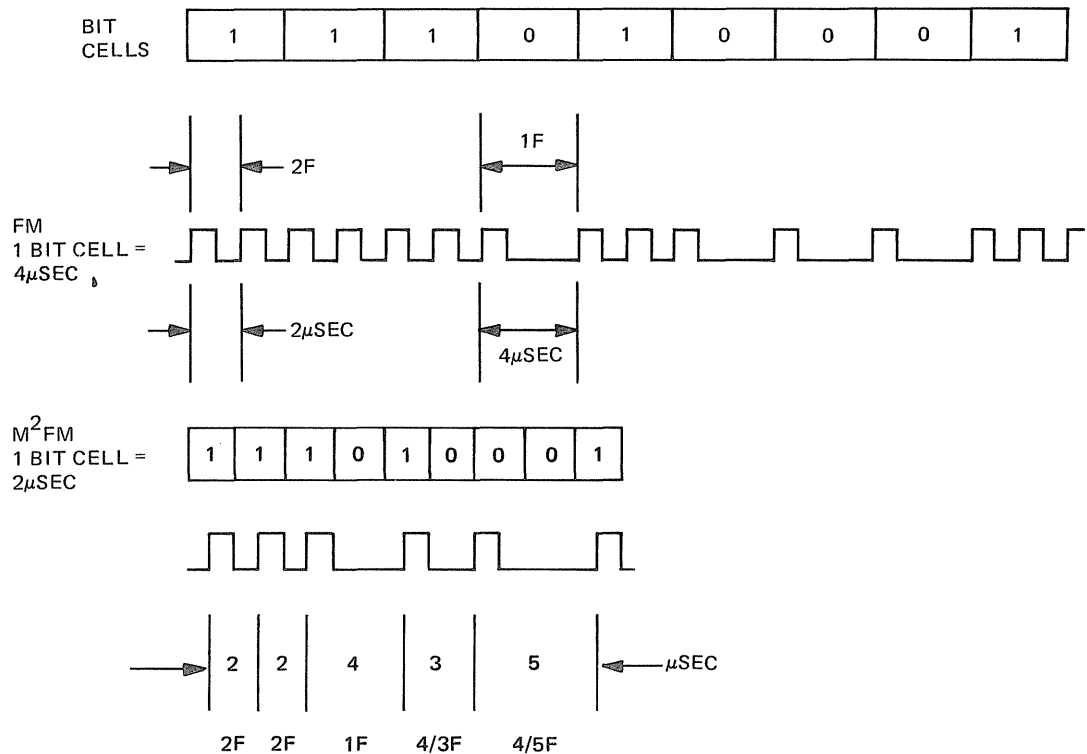 BIT
CELLS
1 1 1 0 1 0 0 0 1
2F
1F
FM
1 BIT CELL =
4μSEC
2μSEC
4μSEC
M²FM
1 BIT CELL =
2μSEC
1 1 1 0 1 0 0 0 1
2 2 4 3 5 μSEC
2F 2F 1F 4/3F 4/5F